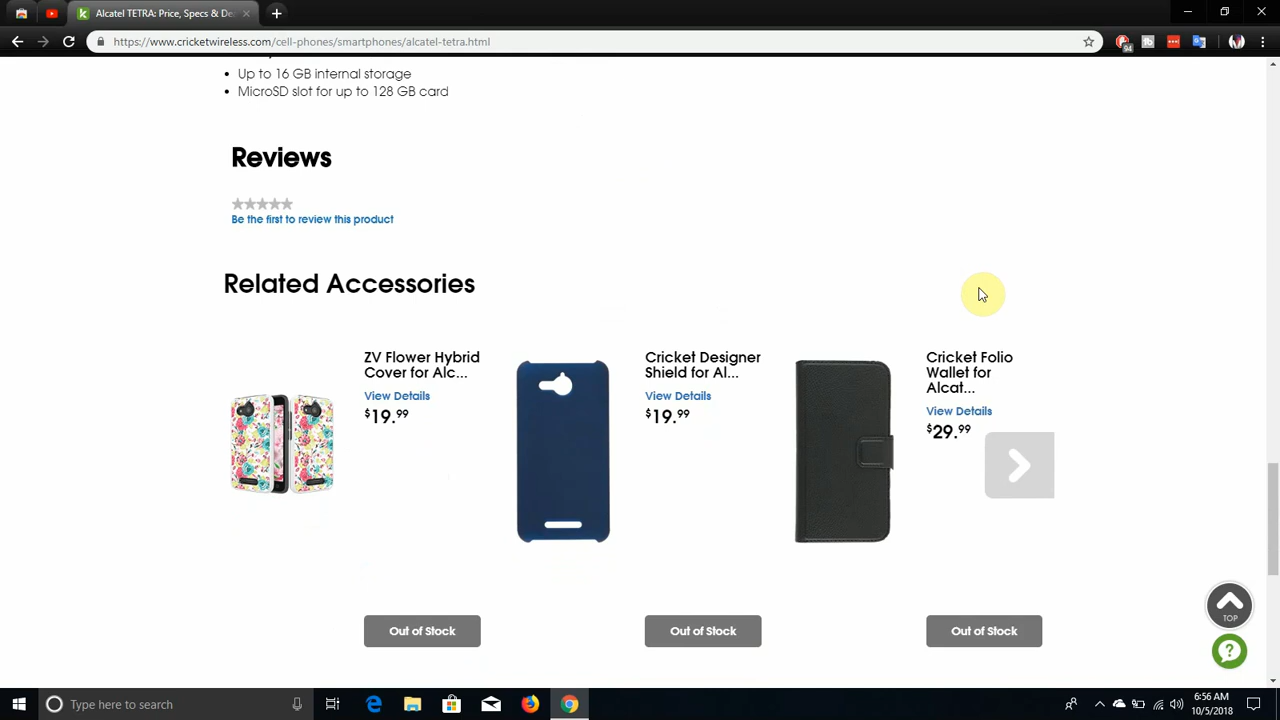 Alcatel TETRA: Price, Specs & De
https://www.cricketwireless.com/cell-phones/smartphones/alcatel-tetra.html
94
Up to 16 GB internal storage
MicroSD slot for up to 128 GB card
Reviews
Be the first to review this product
Related Accessories
ZV Flower Hybrid
Cover for Alc...
View Details
$19.99
Out of Stock
Cricket Designer
Shield for Al...
View Details
$19.99
Out of Stock
Cricket Folio
Wallet for
Alcat...
View Details
$29.99
Out of Stock
TOP
Type here to search
6:56 AM
10/5/2018